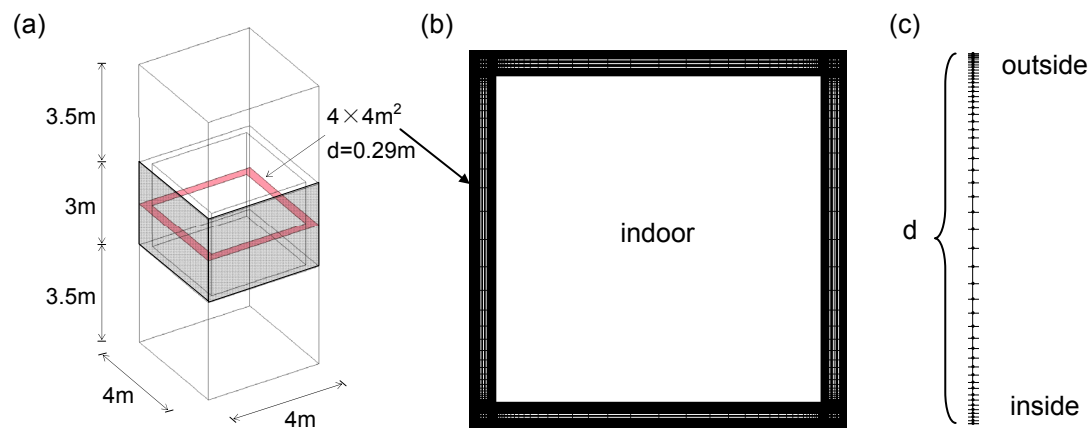 (a)
3.5m
3m
3.5m
4m
4m
4×4m²
d=0.29m
(b)
indoor
(c)
outside
d
inside